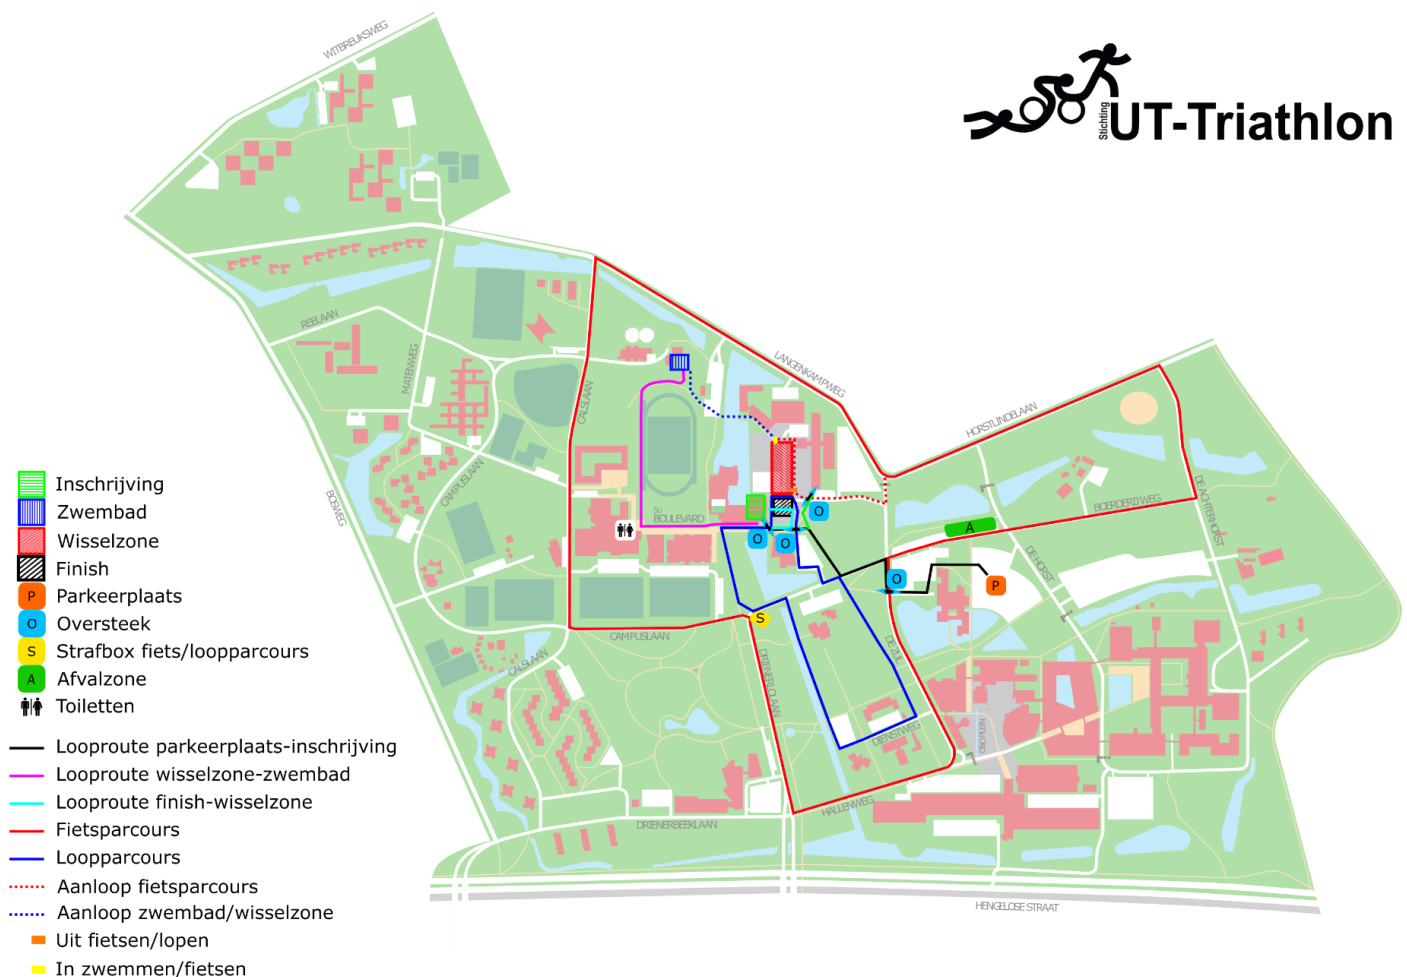 WITBREUKSWEG
Stichting
UT-Triathlon
REELAAN
MATENWEG
CALSLAAN
LANGENKAMPWEG
HORSTLINDELAAN
CAMPUSLAAN
BOSWEG
BOERDERIJWEG
DE ACHTERHORST
DE HORST
SU
BOULEVARD
O
O
O
A
O
P
S
CAMPUSLAAN
CALSLAAN
DRIENERLOLAAN
DE ZUL
DIENSTWEG
OSO PLEIN
HALLENWEG
DRIENERBEEKLAAN
HENGELOSE STRAAT
Inschrijving
Zwembad
Wisselzone
Finish
P Parkeerplaats
O Oversteek
S Strafbox fiets/loopparcours
A Afvalzone
Toiletten
Looproute parkeerplaats-inschrijving
Looproute wisselzone-zwembad
Looproute finish-wisselzone
Fietsparcours
Loopparcours
Aanloop fietsparcours
Aanloop zwembad/wisselzone
Uit fietsen/lopen
In zwemmen/fietsen